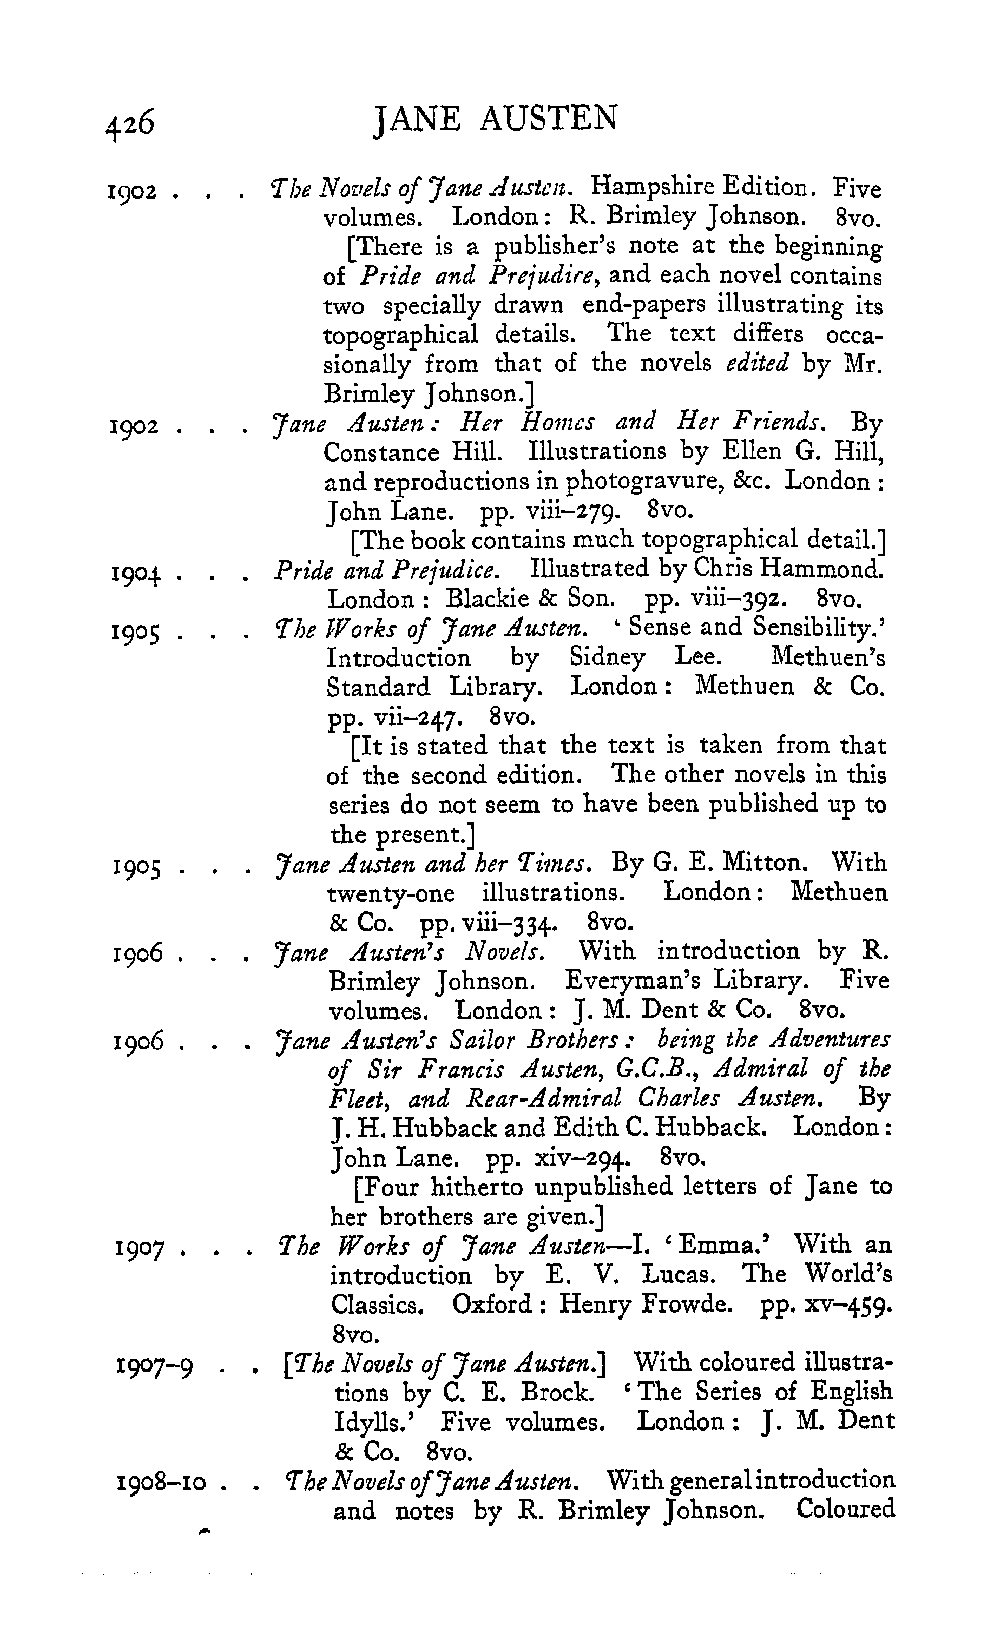 426 JANE AUSTEN
1902 . . . The Novels of Jane Austen. Hampshire Edition. Five
volumes. London: R. Brimley Johnson. 8vo.
[There is a publisher's note at the beginning
of Pride and Prejudice, and each novel contains
two specially drawn end-papers illustrating its
topographical details. The text differs occa-
sionally from that of the novels edited by Mr.
Brimley Johnson.]
1902 . . . Jane Austen: Her Homes and Her Friends. By
Constance Hill. Illustrations by Ellen G. Hill,
and reproductions in photogravure, &c. London :
John Lane. pp. viii–279. 8vo.
[The book contains much topographical detail.]
1904 . . . Pride and Prejudice. Illustrated by Chris Hammond.
London : Blackie & Son. pp. viii–392. 8vo.
1905 . . . The Works of Jane Austen. ‘ Sense and Sensibility.’
Introduction by Sidney Lee. Methuen's
Standard Library. London : Methuen & Co.
pp. vii–247. 8vo.
[It is stated that the text is taken from that
of the second edition. The other novels in this
series do not seem to have been published up to
the present.]
1905 . . . Jane Austen and her Times. By G. E. Mitton. With
twenty-one illustrations. London : Methuen
& Co. pp. viii–334. 8vo.
1906 . . . Jane Austen's Novels. With introduction by R.
Brimley Johnson. Everyman's Library. Five
volumes. London : J. M. Dent & Co. 8vo.
1906 . . . Jane Austen's Sailor Brothers : being the Adventures
of Sir Francis Austen, G.C.B., Admiral of the
Fleet, and Rear-Admiral Charles Austen. By
J. H. Hubback and Edith C. Hubback. London :
John Lane. pp. xiv–294. 8vo.
[Four hitherto unpublished letters of Jane to
her brothers are given.]
1907 . . . The Works of Jane Austen—I. ‘ Emma.’ With an
introduction by E. V. Lucas. The World's
Classics. Oxford : Henry Frowde. pp. xv–459.
8vo.
1907–9 . . [The Novels of Jane Austen.] With coloured illustra-
tions by C. E. Brock. ‘ The Series of English
Idylls.’ Five volumes. London : J. M. Dent
& Co. 8vo.
1908–10 . . The Novels of Jane Austen. With general introduction
and notes by R. Brimley Johnson. Coloured